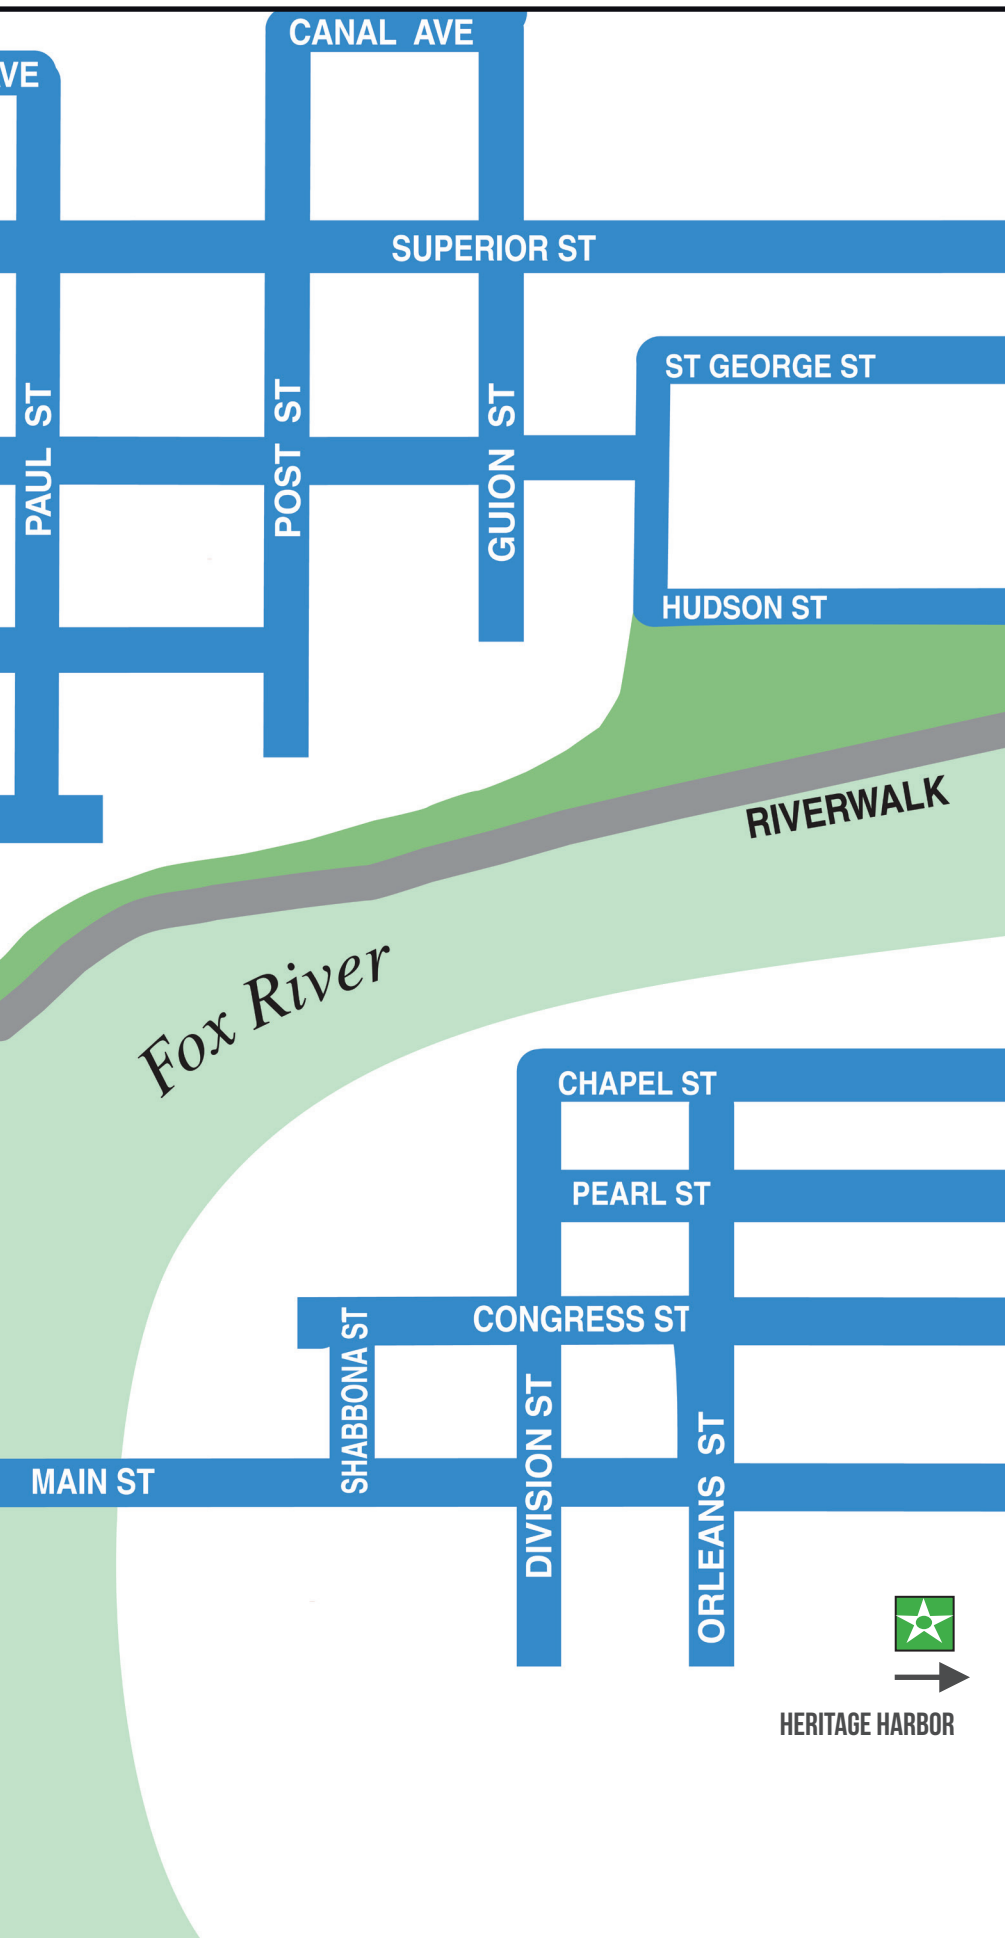 CANAL AVE
VE
SUPERIOR ST
ST GEORGE ST
PAUL ST
POST ST
GUION ST
HUDSON ST
RIVERWALK
Fox River
CHAPEL ST
PEARL ST
CONGRESS ST
SHABBONA ST
DIVISION ST
ORLEANS ST
MAIN ST
HERITAGE HARBOR